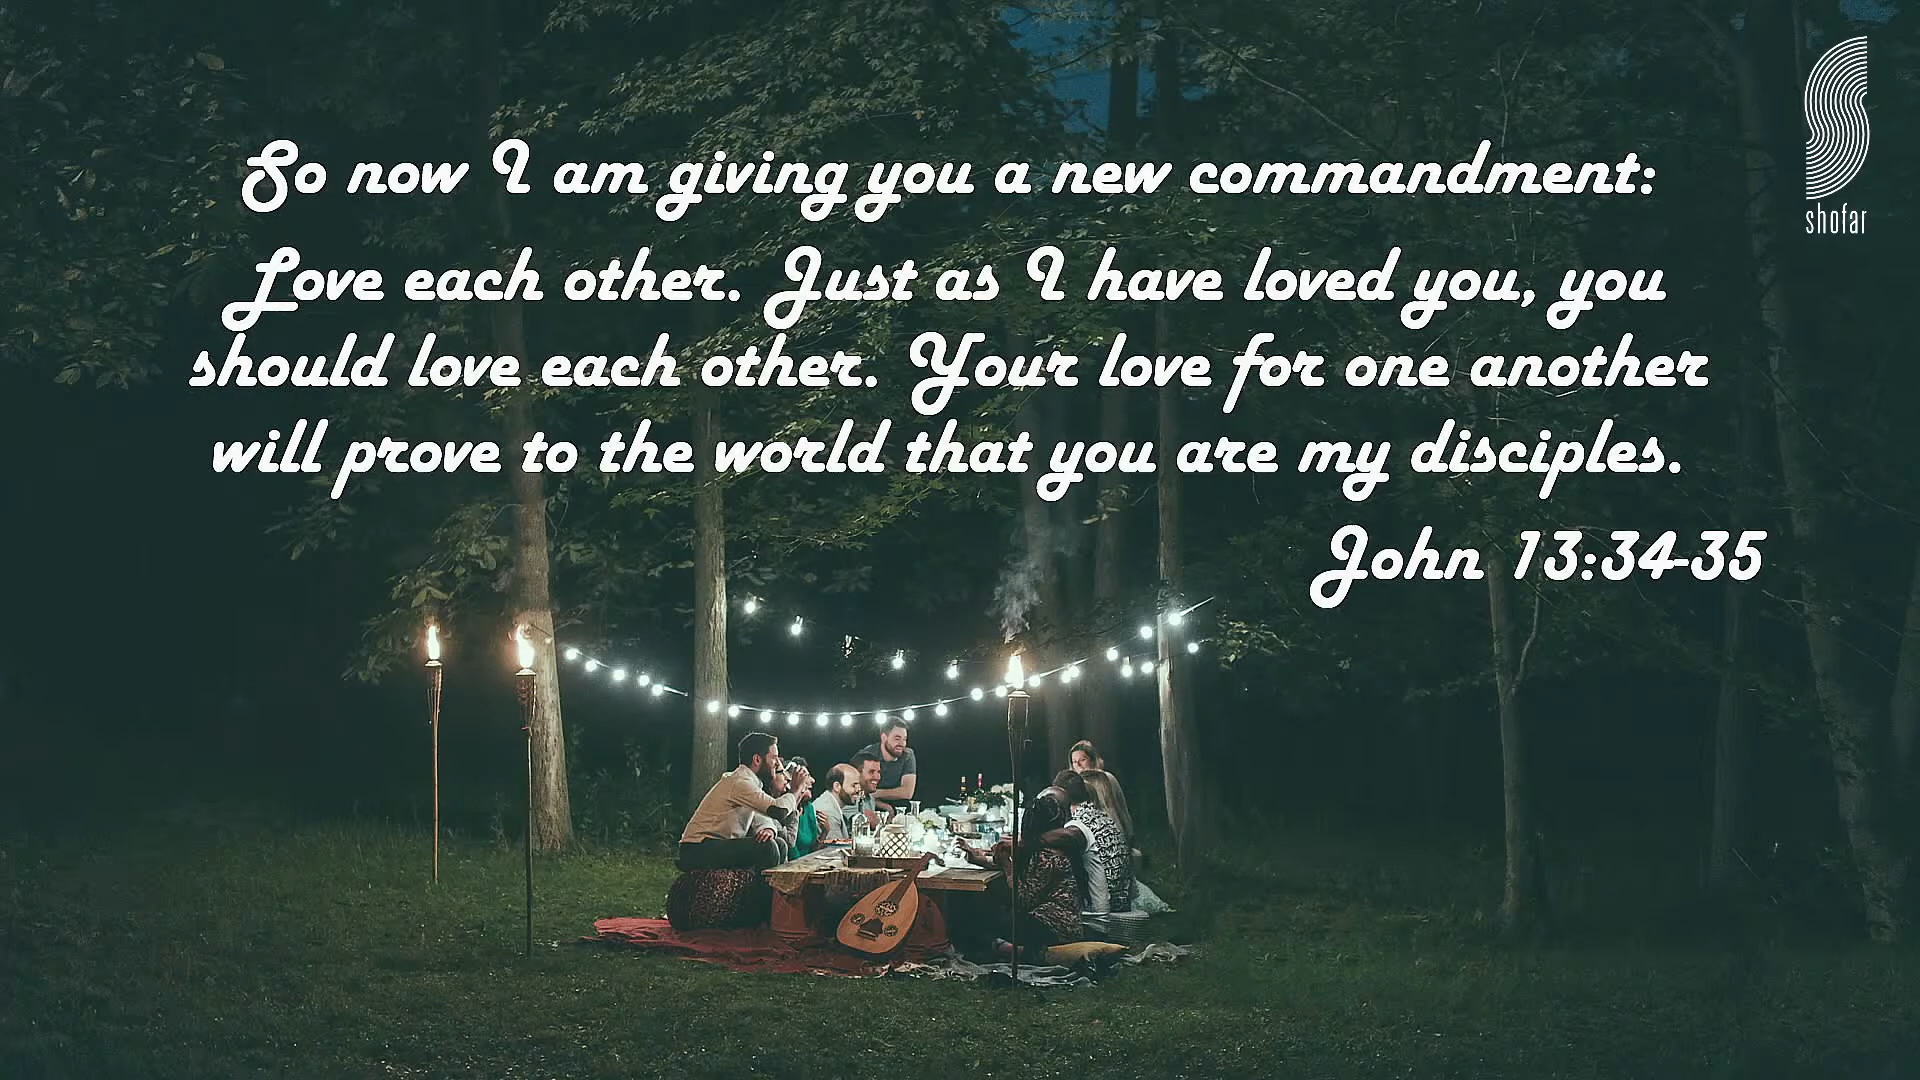 So now I am giving you a new commandment:
Love each other. Just as I have loved you, you
should love each other. Your love for one another
will prove to the world that you are my disciples.
John 13:34-35
shofar